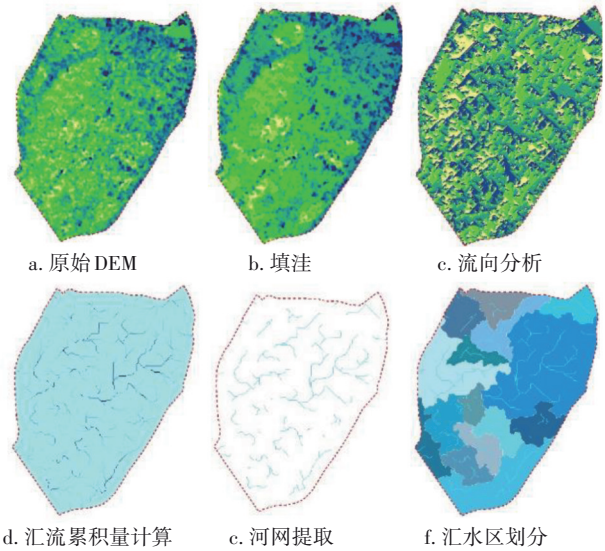 a. 原始DEM
b. 填洼
c. 流向分析
d. 汇流累积量计算
e. 河网提取
f. 汇水区划分